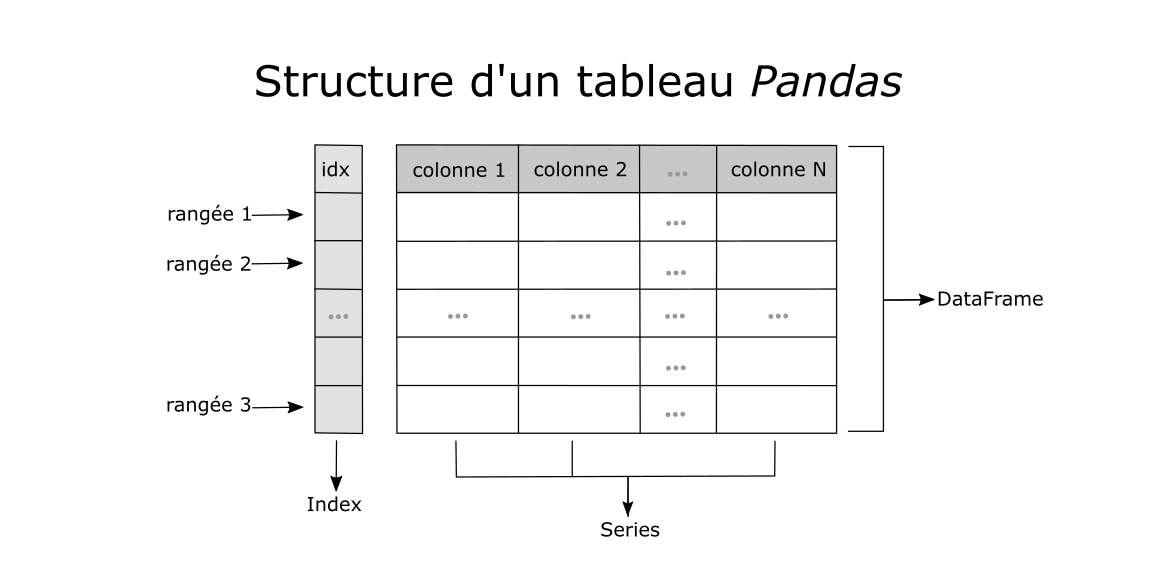 Structure d'un tableau Pandas
idx colonne 1 colonne 2 ... colonne N
rangée 1 ...
rangée 2 ...
... ... ... ... ...
...
rangée 3 ...
DataFrame
Index
Series